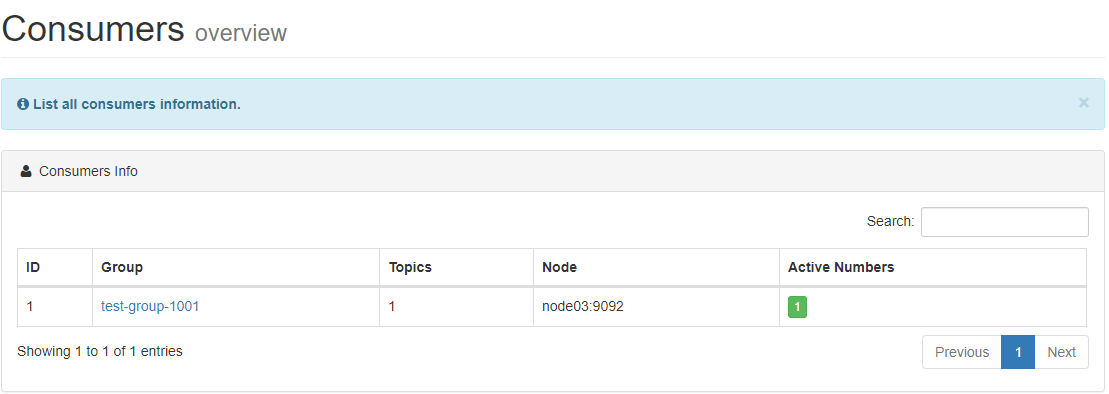 Consumers overview
List all consumers information.
×
Consumers Info
Search:
ID Group Topics Node Active Numbers
1 test-group-1001 1 node03:9092 1
Showing 1 to 1 of 1 entries
Previous 1 Next